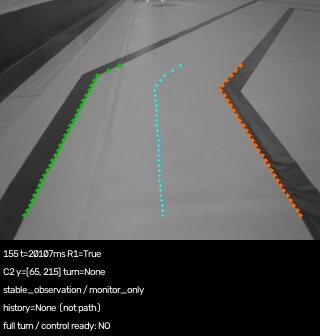 155 t=20107ms R1=True
C2 y=[65, 215] turn=None
stable_observation / monitor_only
history=None (not path)
full turn / control ready: NO